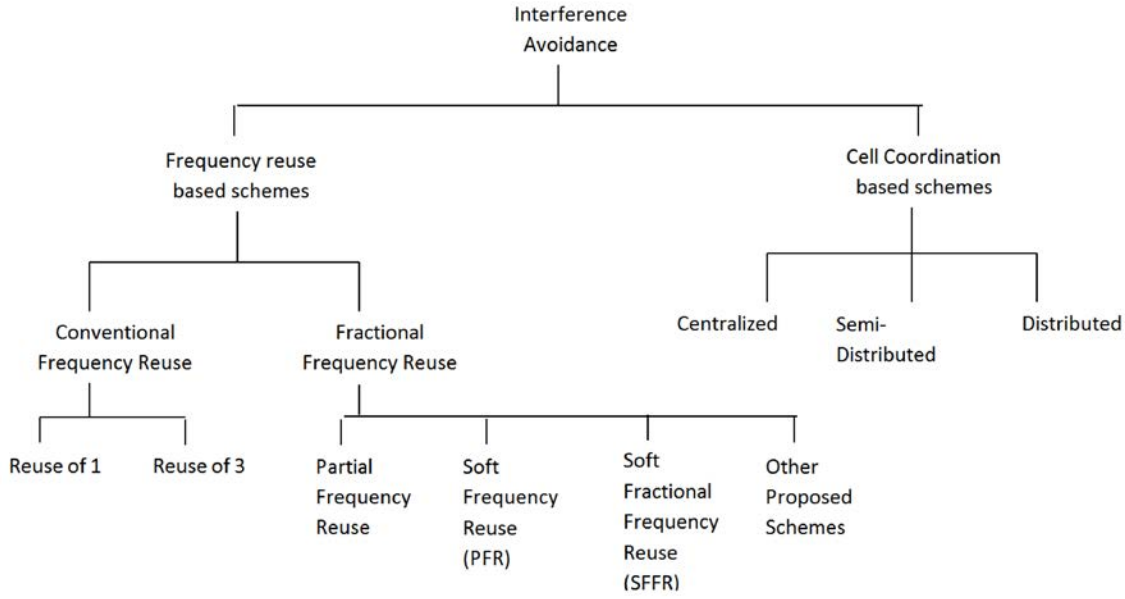 Interference
Avoidance
Frequency reuse
based schemes
Cell Coordination
based schemes
Conventional
Frequency Reuse
Fractional
Frequency Reuse
Centralized
Semi-
Distributed
Distributed
Reuse of 1
Reuse of 3
Partial
Frequency
Reuse
Soft
Frequency
Reuse
(PFR)
Soft
Fractional
Frequency
Reuse
(SFFR)
Other
Proposed
Schemes